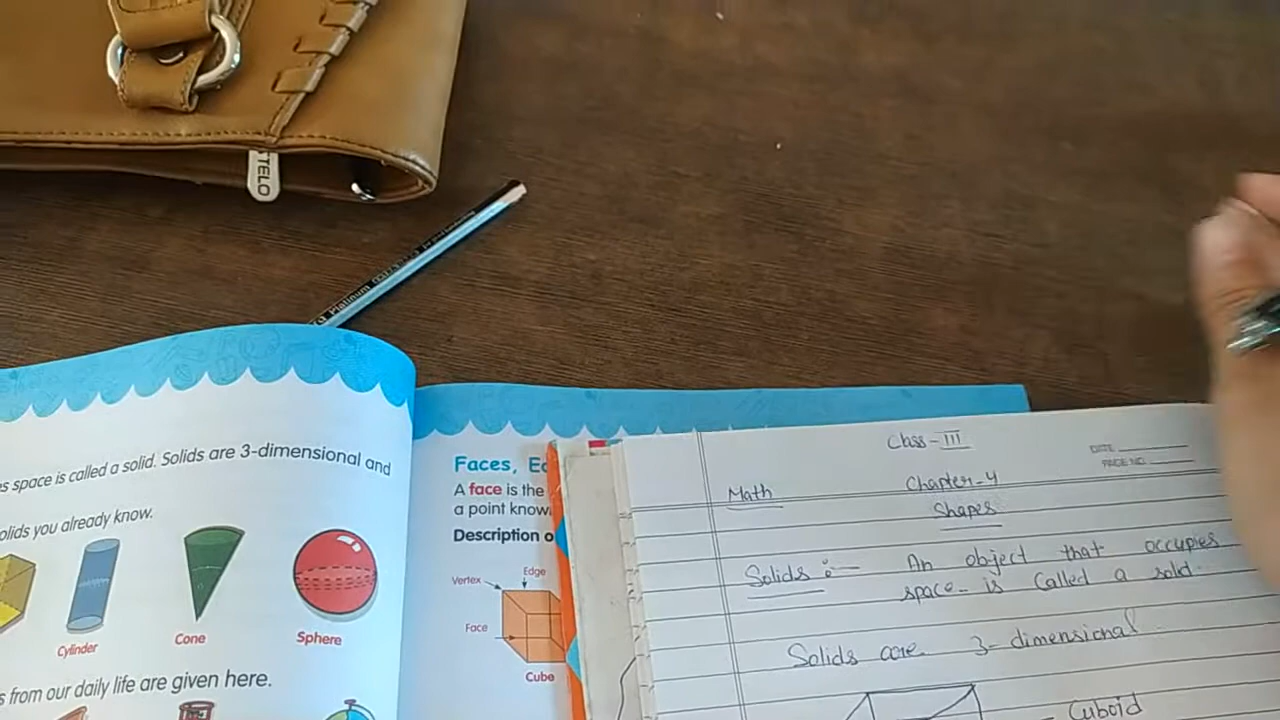 TELO
Platinum
s space is called a solid. Solids are 3-dimensional and
olids you already know.
Cylinder
Cone
Sphere
s from our daily life are given here.
Faces, Ed
A face is the
a point know
Description o
Vertex
Edge
Face
Cube
Class - III
DATE
PAGE NO.
Math
Chapter-4
Shapes
Solids :- An object that occupies
space is called a solid.
Solids are 3-dimensional.
Cuboid